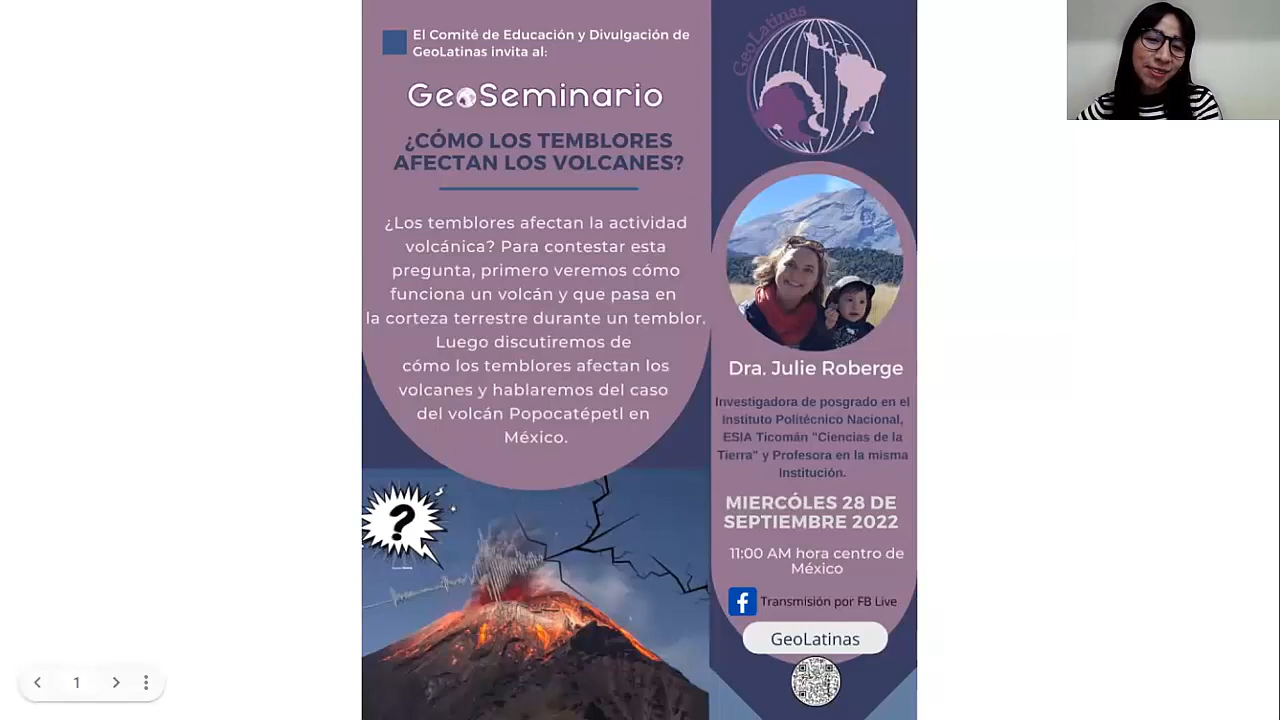 El Comité de Educación y Divulgación de
GeoLatinas invita al:
GeoSeminario
¿CÓMO LOS TEMBLORES
AFECTAN LOS VOLCANES?
¿Los temblores afectan la actividad
volcánica? Para contestar esta
pregunta, primero veremos cómo
funciona un volcán y que pasa en
la corteza terrestre durante un temblor.
Luego discutiremos de
cómo los temblores afectan los
volcanes y hablaremos del caso
del volcán Popocatépetl en
México.
?
GeoLatinas
Dra. Julie Roberge
Investigadora de posgrado en el
Instituto Politécnico Nacional,
ESIA Ticomán "Ciencias de la
Tierra" y Profesora en la misma
Institución.
MIERCÓLES 28 DE
SEPTIEMBRE 2022
11:00 AM hora centro de
México
f Transmisión por FB Live
GeoLatinas
1